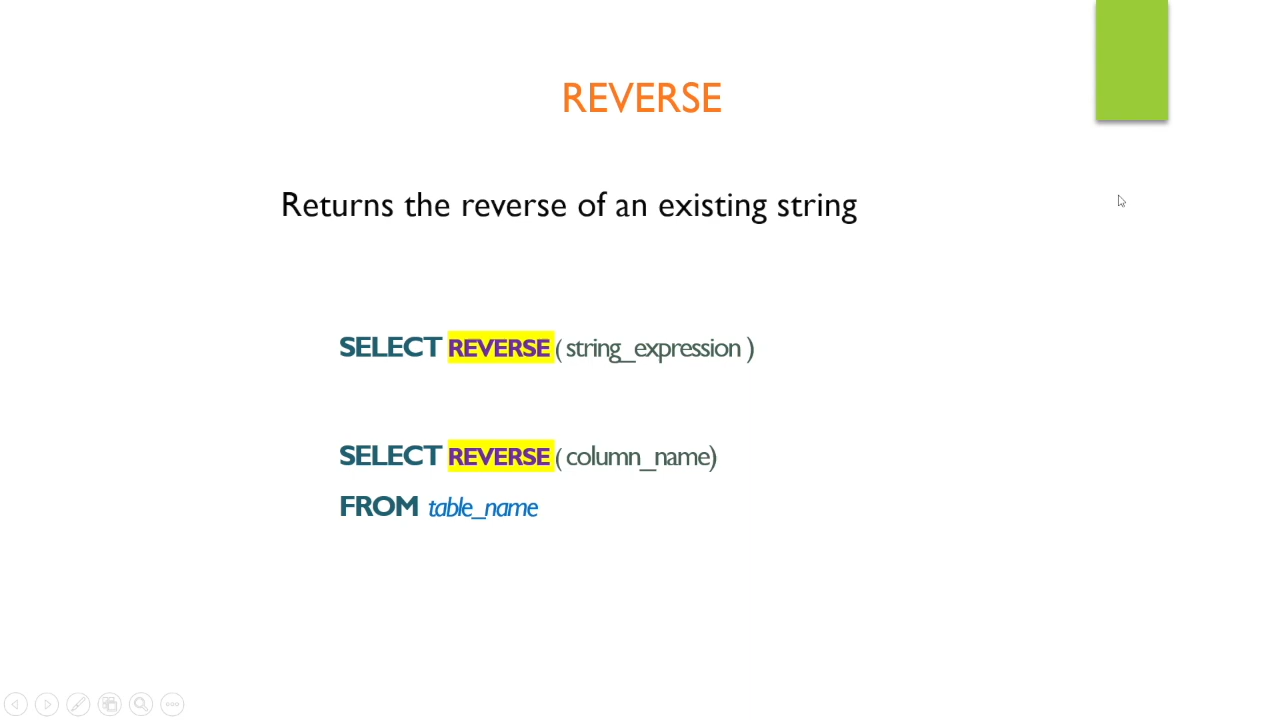 REVERSE
Returns the reverse of an existing string
SELECT REVERSE ( string_expression )
SELECT REVERSE ( column_name)
FROM table_name